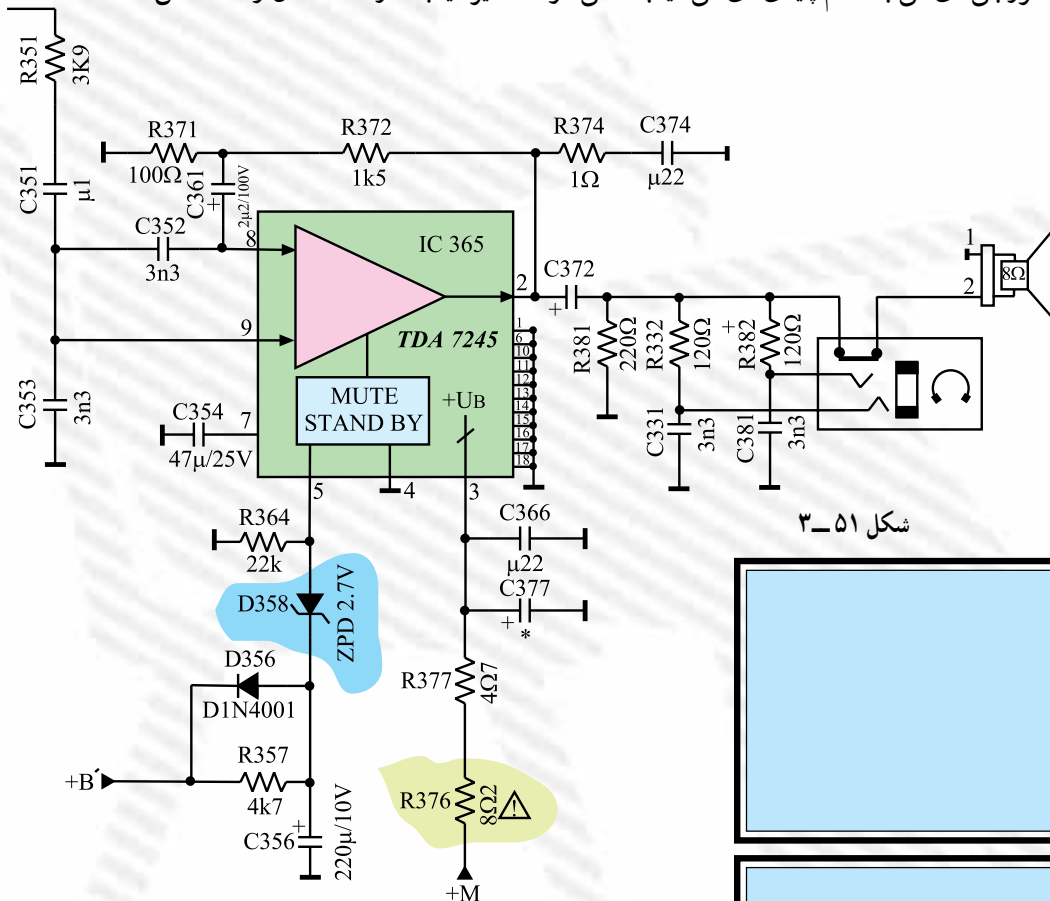 R351
3K9
C351
μ1
R371
100Ω
C361
+
2μ2/100V
R372
1k5
R374
1Ω
C374
μ22
C352
3n3
8
IC 365
9
TDA 7245
2
C372
+
1
6
10
11
12
13
14
15
16
17
18
MUTE
STAND BY
+UB
C353
3n3
C354
7
47μ/25V
5
4
3
R381
220Ω
R332
120Ω
+
R382
120Ω
C331
3n3
C381
3n3
1
2
8Ω
R364
22k
D358
ZPD 2.7V
D356
D1N4001
R357
4k7
+B´
C356
+
220μ/10V
C366
μ22
C377
+
*
R377
4Ω7
R376
8Ω2
+M
شکل ۵۱ــ۳